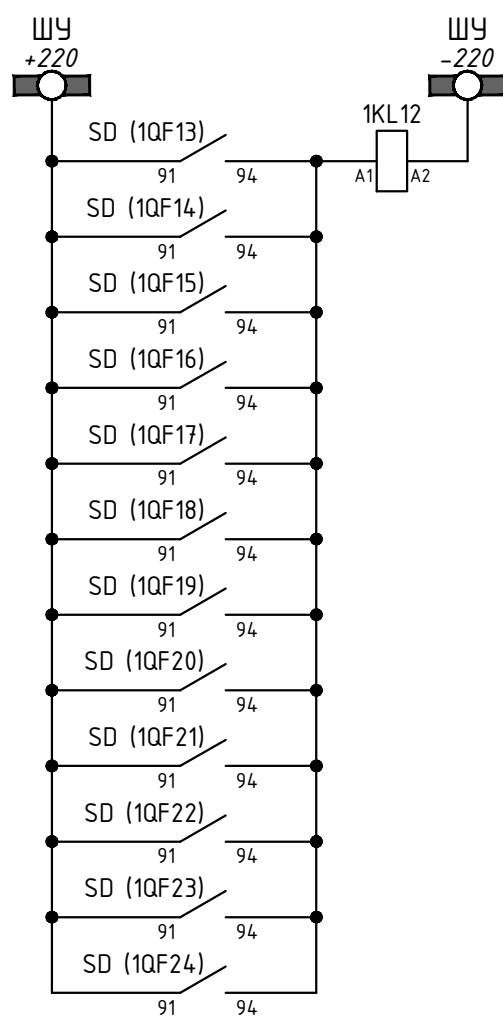 ШУ ШУ
+220 -220
1KL12
SD (1QF13)
A1 A2
91 94
SD (1QF14)
91 94
SD (1QF15)
91 94
SD (1QF16)
91 94
SD (1QF17)
91 94
SD (1QF18)
91 94
SD (1QF19)
91 94
SD (1QF20)
91 94
SD (1QF21)
91 94
SD (1QF22)
91 94
SD (1QF23)
91 94
SD (1QF24)
91 94